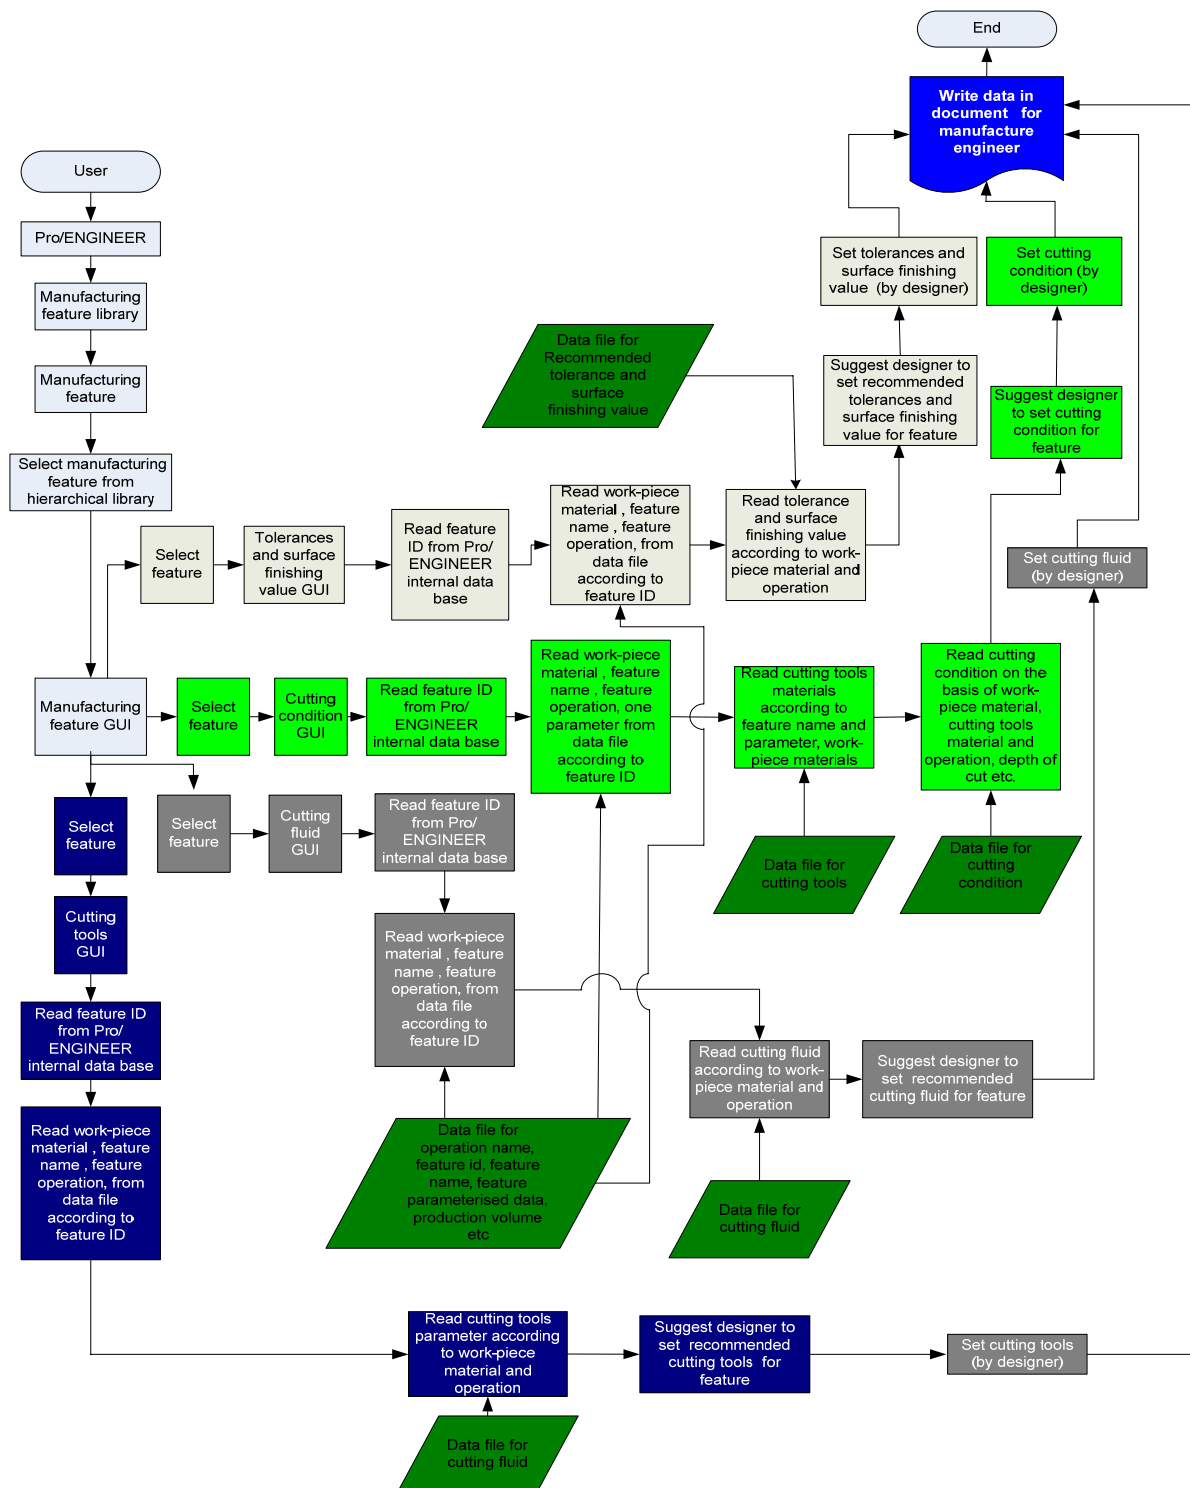 End
Write data in
document for
manufacture
engineer
User
Pro/ENGINEER
Manufacturing
feature library
Manufacturing
feature
Select manufacturing
feature from
hierarchical library
Set tolerances and
surface finishing
value (by designer)
Set cutting
condition (by
designer)
Data file for
Recommended
tolerance and
surface
finishing value
Suggest designer to
set recommended
tolerances and
surface finishing
value for feature
Suggest designer
to set cutting
condition for
feature
Select
feature
Tolerances
and surface
finishing
value GUI
Read feature
ID from Pro/
ENGINEER
internal data
base
Read work-piece
material , feature
name , feature
operation, from
data file
according to
feature ID
Read tolerance
and surface
finishing value
according to work-
piece material and
operation
Set cutting fluid
(by designer)
Manufacturing
feature GUI
Select
feature
Cutting
condition
GUI
Read feature ID
from Pro/
ENGINEER
internal data base
Read work-piece
material , feature
name , feature
operation, one
parameter from
data file
according to
feature ID
Read cutting tools
materials
according to
feature name and
parameter, work-
piece materials
Read cutting
condition on the
basis of work-
piece material,
cutting tools
material and
operation, depth of
cut etc.
Select
feature
Select
feature
Cutting
fluid
GUI
Read feature ID
from Pro/
ENGINEER
internal data base
Data file for
cutting tools
Data file for
cutting
condition
Cutting
tools
GUI
Read work-piece
material , feature
name , feature
operation, from
data file
according to
feature ID
Read feature ID
from Pro/
ENGINEER
internal data base
Read cutting fluid
according to work-
piece material and
operation
Suggest designer to
set recommended
cutting fluid for feature
Read work-piece
material , feature
name , feature
operation, from
data file
according to
feature ID
Data file for
operation name,
feature id, feature
name, feature
parameterised data,
production volume
etc
Data file for
cutting fluid
Read cutting tools
parameter according
to work-piece
material and
operation
Suggest designer to
set recommended
cutting tools for
feature
Set cutting tools
(by designer)
Data file for
cutting fluid